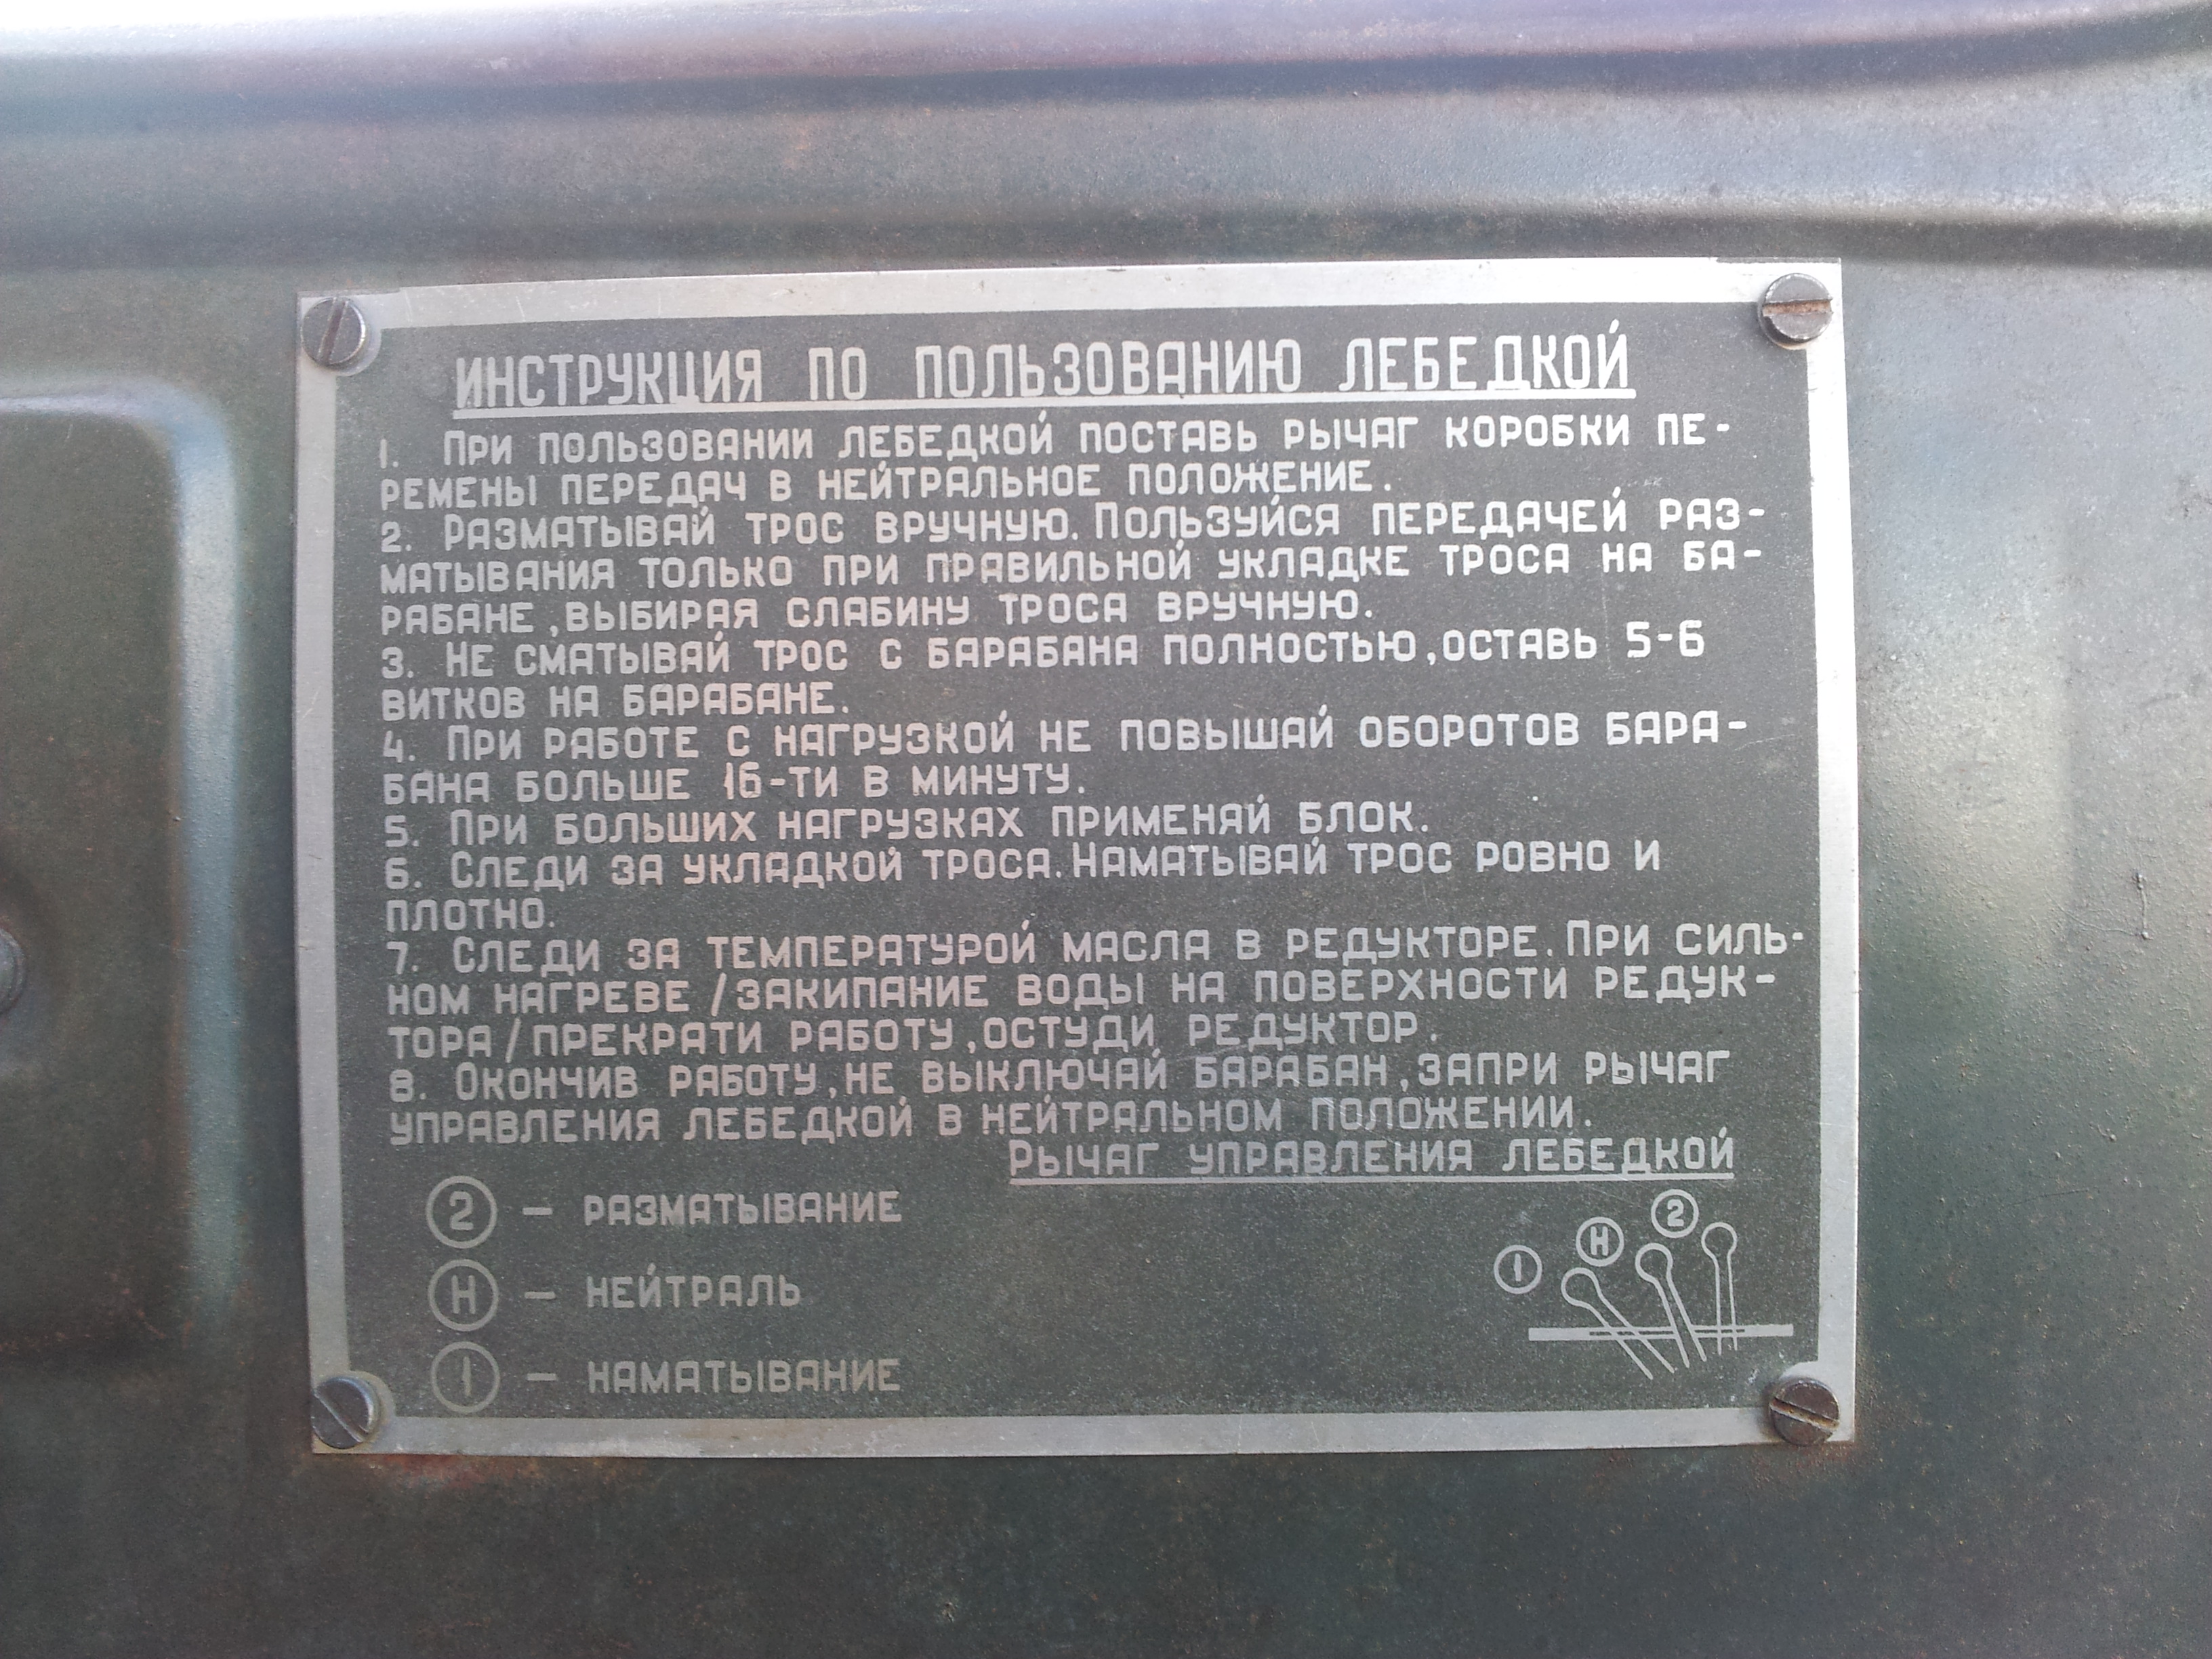 ИНСТРУКЦИЯ ПО ПОЛЬЗОВАНИЮ ЛЕБЕДКОЙ
1. ПРИ ПОЛЬЗОВАНИИ ЛЕБЕДКОЙ ПОСТАВЬ РЫЧАГ КОРОБКИ ПЕ-
РЕМЕНЫ ПЕРЕДАЧ В НЕЙТРАЛЬНОЕ ПОЛОЖЕНИЕ.
2. РАЗМАТЫВАЙ ТРОС ВРУЧНУЮ. ПОЛЬЗУЙСЯ ПЕРЕДАЧЕЙ РАЗ-
МАТЫВАНИЯ ТОЛЬКО ПРИ ПРАВИЛЬНОЙ УКЛАДКЕ ТРОСА НА БА-
РАБАНЕ, ВЫБИРАЯ СЛАБИНУ ТРОСА ВРУЧНУЮ.
3. НЕ СМАТЫВАЙ ТРОС С БАРАБАНА ПОЛНОСТЬЮ, ОСТАВЬ 5-6
ВИТКОВ НА БАРАБАНЕ.
4. ПРИ РАБОТЕ С НАГРУЗКОЙ НЕ ПОВЫШАЙ ОБОРОТОВ БАРА-
БАНА БОЛЬШЕ 16-ТИ В МИНУТУ.
5. ПРИ БОЛЬШИХ НАГРУЗКАХ ПРИМЕНЯЙ БЛОК.
6. СЛЕДИ ЗА УКЛАДКОЙ ТРОСА. НАМАТЫВАЙ ТРОС РОВНО И
ПЛОТНО.
7. СЛЕДИ ЗА ТЕМПЕРАТУРОЙ МАСЛА В РЕДУКТОРЕ. ПРИ СИЛЬ-
НОМ НАГРЕВЕ /ЗАКИПАНИЕ ВОДЫ НА ПОВЕРХНОСТИ РЕДУК-
ТОРА/ ПРЕКРАТИ РАБОТУ, ОСТУДИ РЕДУКТОР.
8. ОКОНЧИВ РАБОТУ, НЕ ВЫКЛЮЧАЙ БАРАБАН, ЗАПРИ РЫЧАГ
УПРАВЛЕНИЯ ЛЕБЕДКОЙ В НЕЙТРАЛЬНОМ ПОЛОЖЕНИИ.
РЫЧАГ УПРАВЛЕНИЯ ЛЕБЕДКОЙ
2 — РАЗМАТЫВАНИЕ
Н — НЕЙТРАЛЬ
1 — НАМАТЫВАНИЕ
1 Н 2